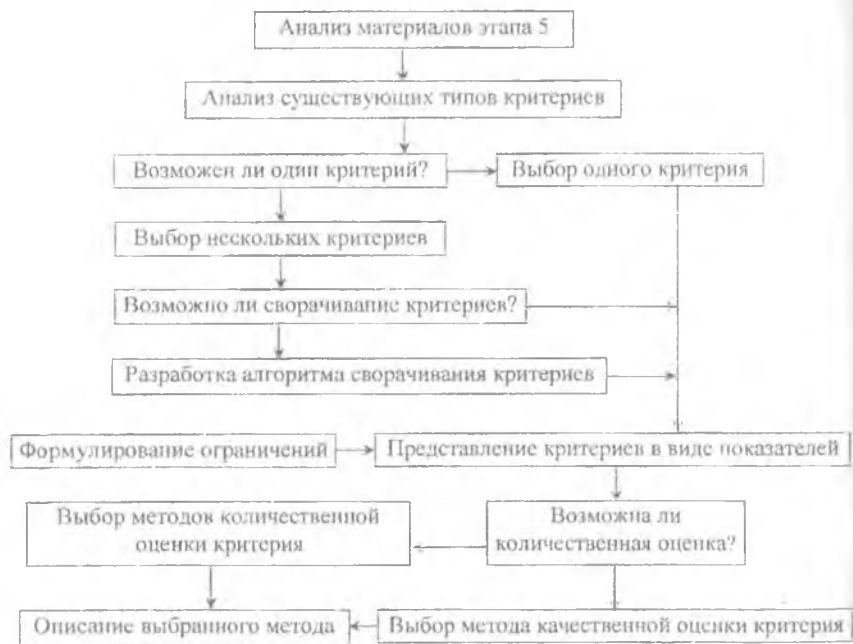 Анализ материалов этапа 5
Анализ существующих типов критериев
Возможен ли один критерий?
Выбор одного критерия
Выбор нескольких критериев
Возможно ли сворачивание критериев?
Разработка алгоритма сворачивания критериев
Формулирование ограничений
Представление критериев в виде показателей
Выбор методов количественной
оценки критерия
Возможна ли
количественная оценка?
Описание выбранного метода
Выбор метода качественной оценки критерия